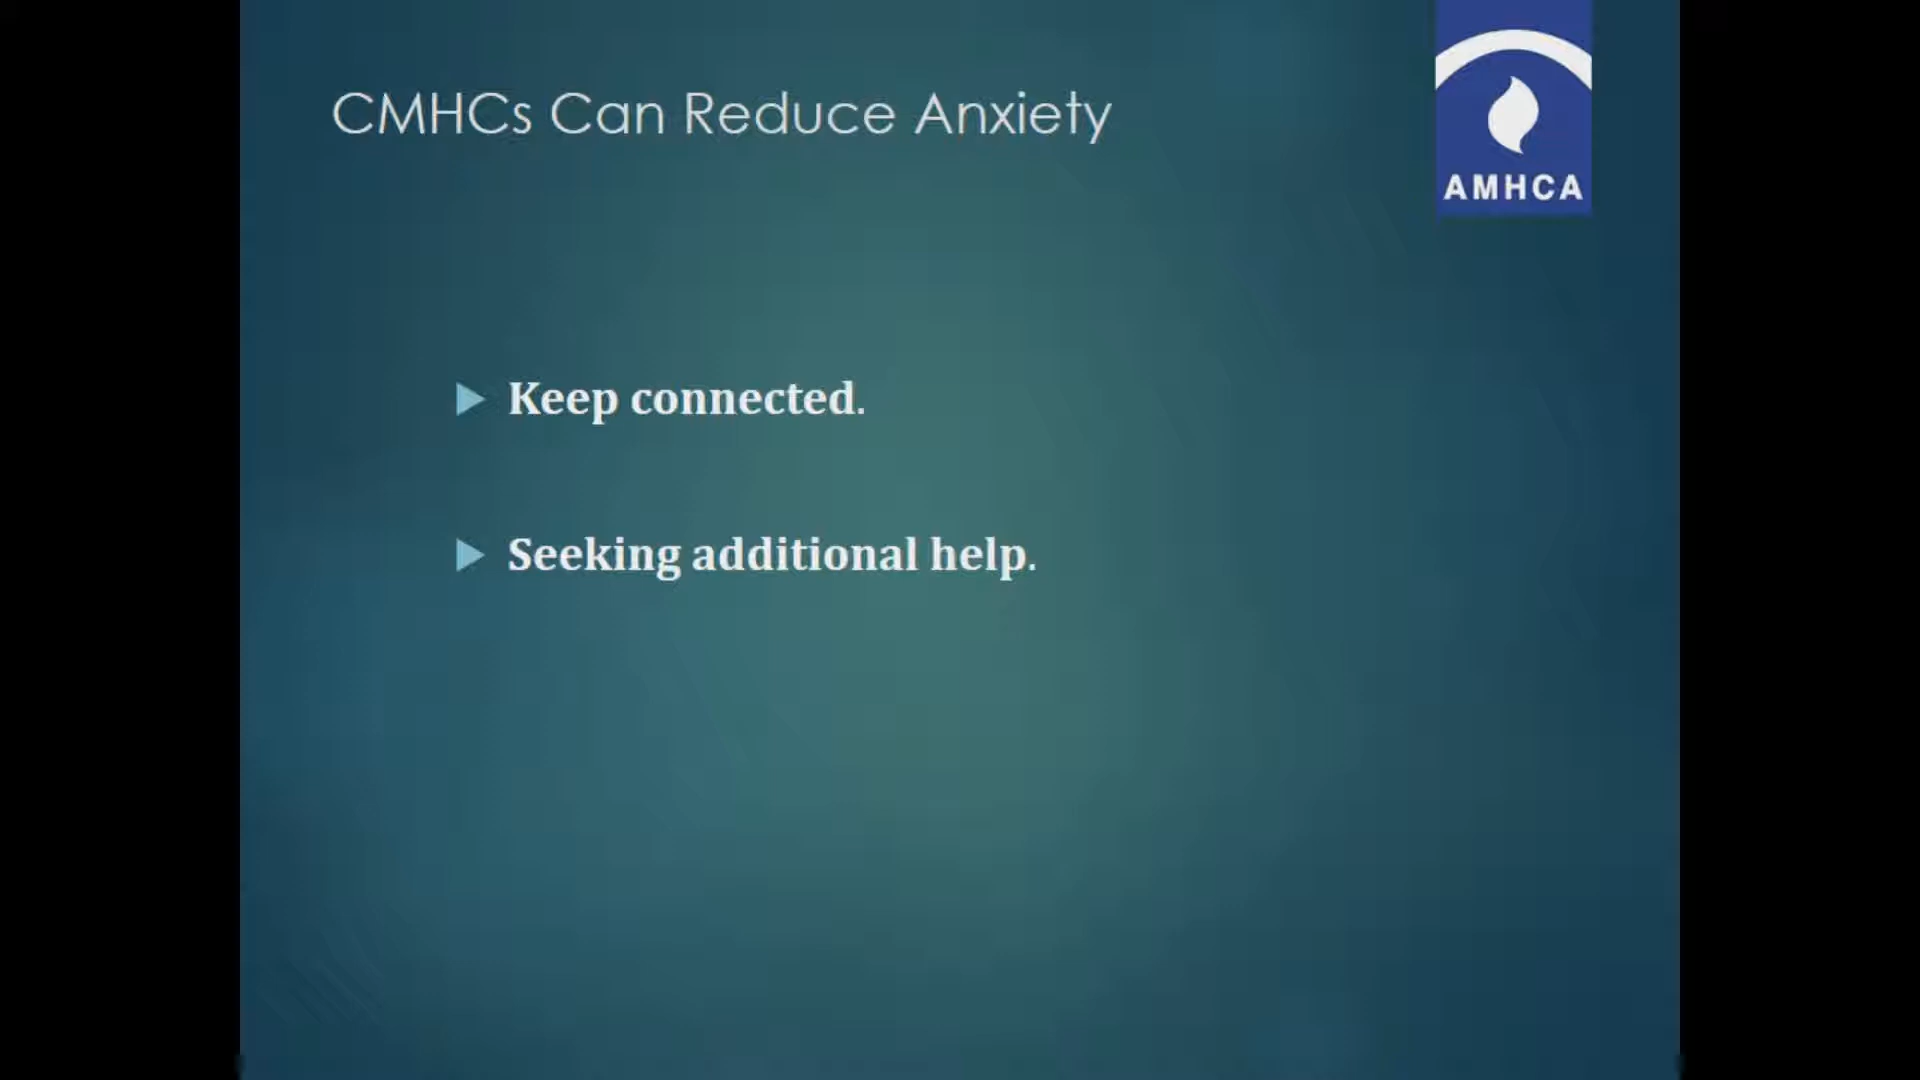 CMHCs Can Reduce Anxiety
AMHCA
Keep connected.
Seeking additional help.